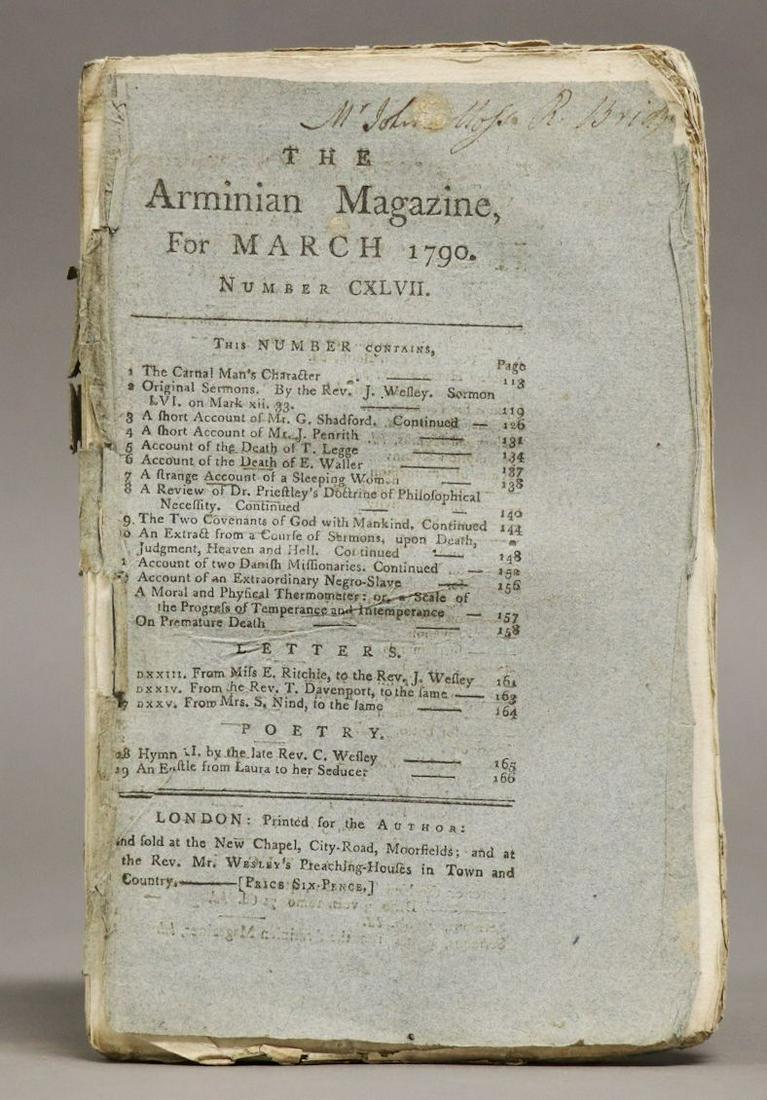 Mr John R. Bridge
THE
Arminian Magazine,
For MARCH 1790.
NUMBER CXLVII.
THIS NUMBER CONTAINS,
Page
1 The Carnal Man's Character 113
2 Original Sermons. By the Rev. J. Weſley. Sermon
LVI. on Mark xii. 33. 119
3 A ſhort Account of Mr. G. Shadford. Continued — 126
4 A ſhort Account of Mr. J. Penrith 131
5 Account of the Death of T. Legge 134
6 Account of the Death of E. Waller 137
7 A ſtrange Account of a Sleeping Woman 138
8 A Review of Dr. Prieſtley's Doctrine of Philoſophical
Neceſſity. Continued 140
9. The Two Covenants of God with Mankind. Continued 144
0 An Extract from a Courſe of Sermons, upon Death,
Judgment, Heaven and Hell. Continued 148
1 Account of two Daniſh Miſſionaries. Continued 152
Account of an Extraordinary Negro-Slave 156
A Moral and Phyſical Thermometer: or, a Scale of
the Progreſs of Temperance and Intemperance — 157
On Premature Death 158
LETTERS.
DXXIII. From Miſs E. Ritchie, to the Rev. J. Weſley 161
DXXIV. From the Rev. T. Davenport, to the ſame 163
7 DXXV. From Mrs. S. Nind, to the ſame 164
POETRY.
18 Hymn II. by the late Rev. C. Weſley 165
19 An Epiſtle from Laura to her Seducer 166
LONDON: Printed for the AUTHOR:
and ſold at the New Chapel, City-Road, Moorfields; and at
the Rev. Mr. WESLEY's Preaching-Houſes in Town and
Country.—[PRICE SIX-PENCE.]